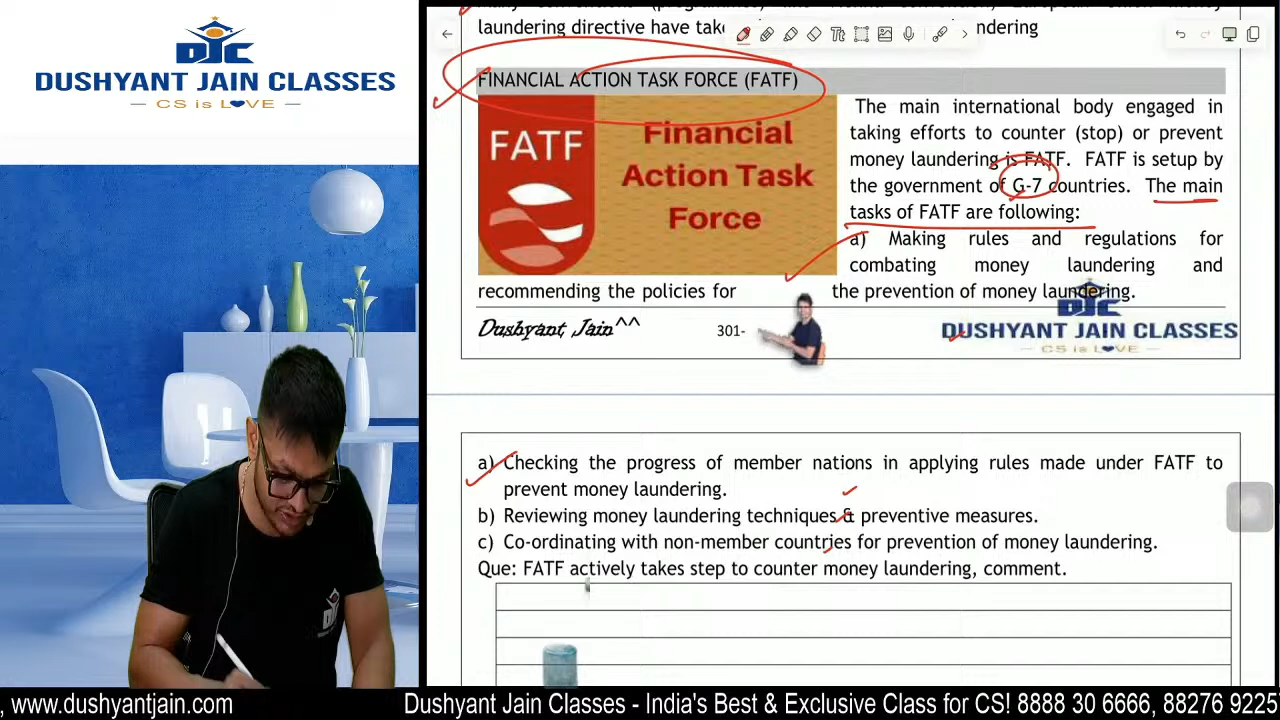 DJC
DUSHYANT JAIN CLASSES
CS is L VE
laundering directive have take
ndering
FINANCIAL ACTION TASK FORCE (FATF)
FATF
Financial
Action Task
Force
The main international body engaged in
taking efforts to counter (stop) or prevent
money laundering is FATF. FATF is setup by
the government of G-7 countries. The main
tasks of FATF are following:
a) Making rules and regulations for
combating money laundering and
recommending the policies for the prevention of money laundering.
Dushyant Jain^^
301-
DJC
DUSHYANT JAIN CLASSES
CS is L VE
a) Checking the progress of member nations in applying rules made under FATF to
prevent money laundering.
b) Reviewing money laundering techniques & preventive measures.
c) Co-ordinating with non-member countries for prevention of money laundering.
Que: FATF actively takes step to counter money laundering, comment.
, www.dushyantjain.com
Dushyant Jain Classes - India's Best & Exclusive Class for CS! 8888 30 6666, 88276 9225